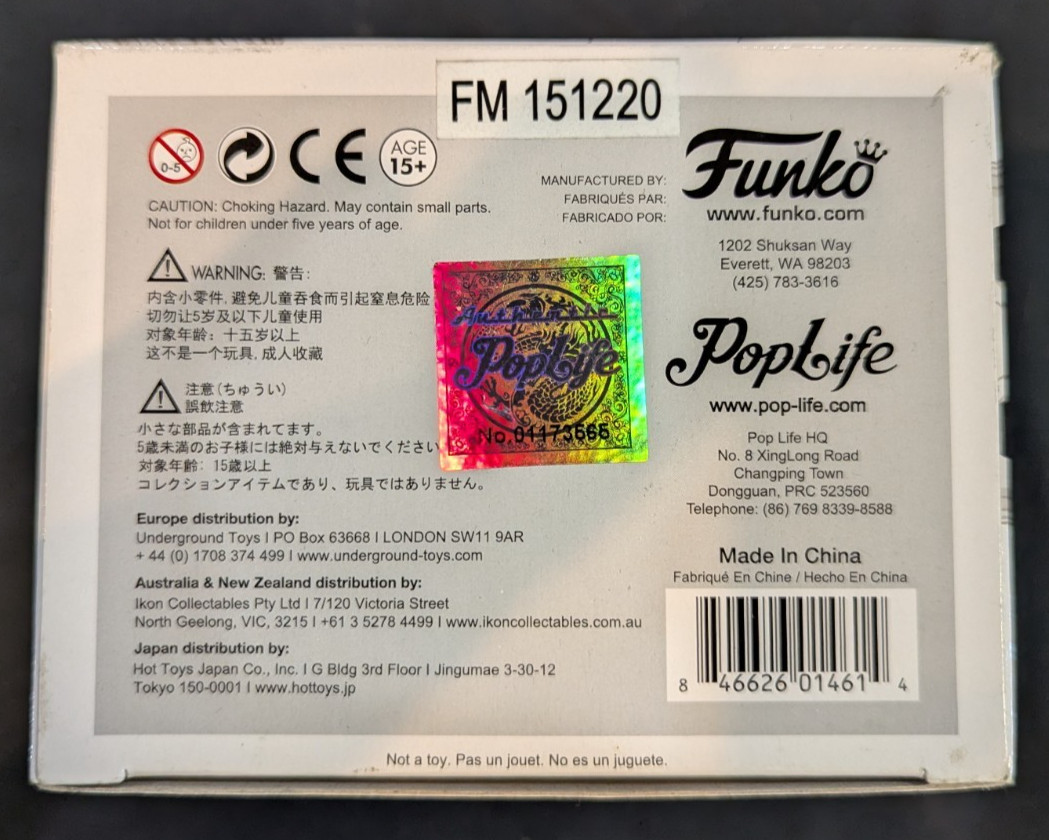 FM 151220
0-5
CE
AGE
15+
CAUTION: Choking Hazard. May contain small parts.
Not for children under five years of age.
WARNING: 警告:
内含小零件, 避免儿童吞食而引起窒息危险
切勿让5岁及以下儿童使用
对象年龄：十五岁以上
这不是一个玩具, 成人收藏
注意(ちゅうい)
誤飲注意
小さな部品が含まれてます。
5歳未満のお子様には絶対与えないでください
対象年齢：15歳以上
コレクションアイテムであり、玩具ではありません。
Europe distribution by:
Underground Toys I PO Box 63668 I LONDON SW11 9AR
+ 44 (0) 1708 374 499 I www.underground-toys.com
Australia & New Zealand distribution by:
Ikon Collectables Pty Ltd I 7/120 Victoria Street
North Geelong, VIC, 3215 I +61 3 5278 4499 I www.ikoncollectables.com.au
Japan distribution by:
Hot Toys Japan Co., Inc. I G Bldg 3rd Floor I Jingumae 3-30-12
Tokyo 150-0001 I www.hottoys.jp
Authentic
PopLife
No.01173565
MANUFACTURED BY:
FABRIQUÉS PAR:
FABRICADO POR:
Funko
www.funko.com
1202 Shuksan Way
Everett, WA 98203
(425) 783-3616
PopLife
www.pop-life.com
Pop Life HQ
No. 8 XingLong Road
Changping Town
Dongguan, PRC 523560
Telephone: (86) 769 8339-8588
Made In China
Fabriqué En Chine / Hecho En China
8 46626 01461 4
Not a toy. Pas un jouet. No es un juguete.